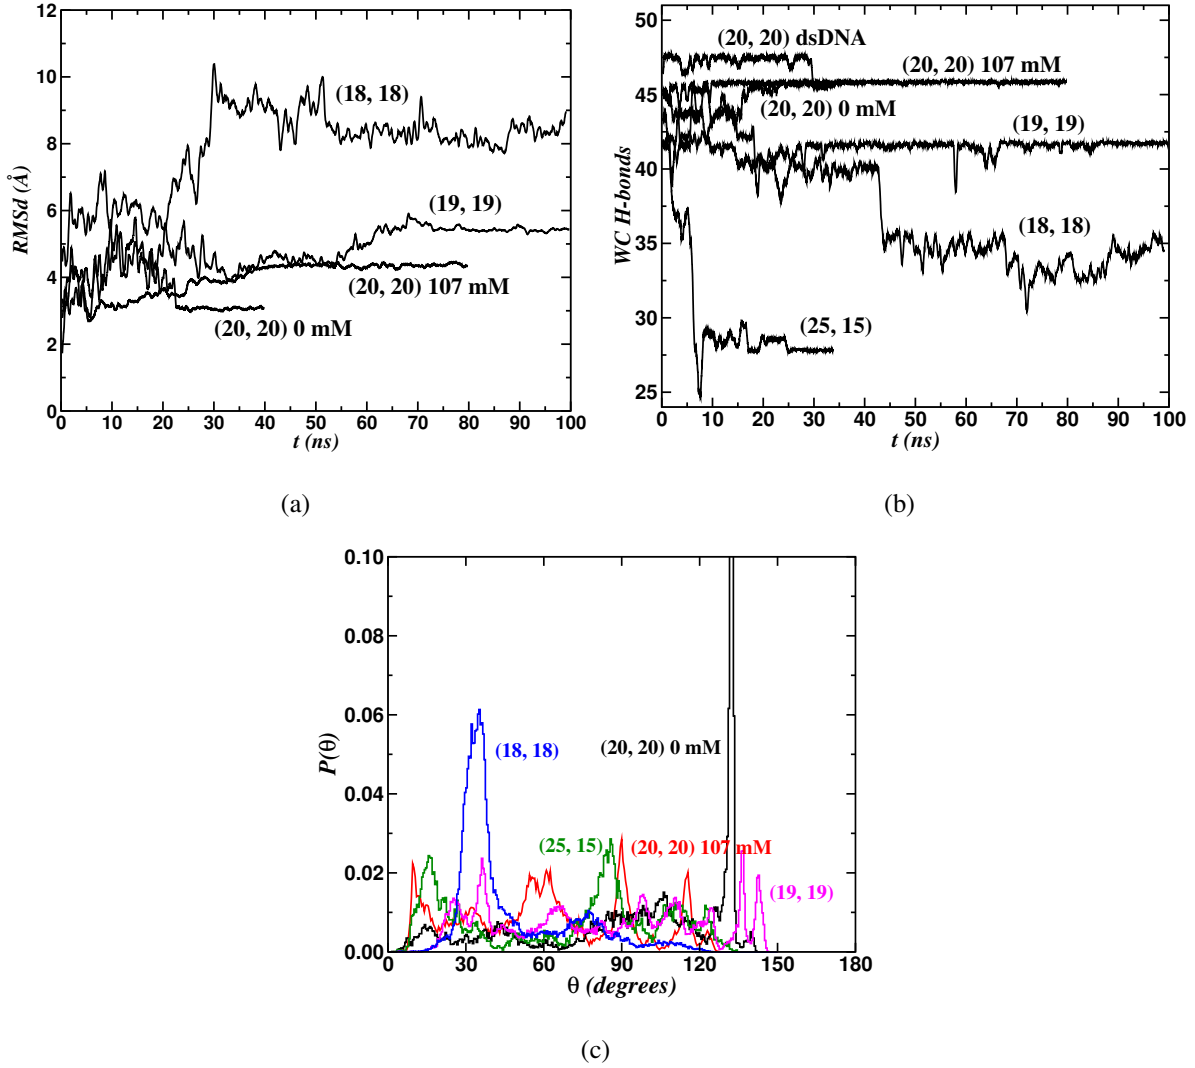 12
10
8
6
4
2
0
RMSd (Å)
(18, 18)
(19, 19)
(20, 20) 107 mM
(20, 20) 0 mM
0 10 20 30 40 50 60 70 80 90 100
t (ns)
(a)
50
45
40
35
30
25
WC H-bonds
(20, 20) dsDNA
(20, 20) 107 mM
(20, 20) 0 mM
(19, 19)
(18, 18)
(25, 15)
0 10 20 30 40 50 60 70 80 90 100
t (ns)
(b)
0.10
0.08
0.06
0.04
0.02
0.00
P(θ)
(18, 18)
(20, 20) 0 mM
(25, 15)
(20, 20) 107 mM
(19, 19)
0 30 60 90 120 150 180
θ (degrees)
(c)